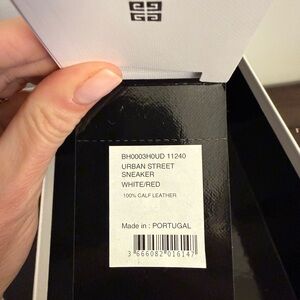 BH0003H0UD 11240
URBAN STREET
SNEAKER
WHITE/RED
100% CALF LEATHER
Made in : PORTUGAL
3 666082 016147